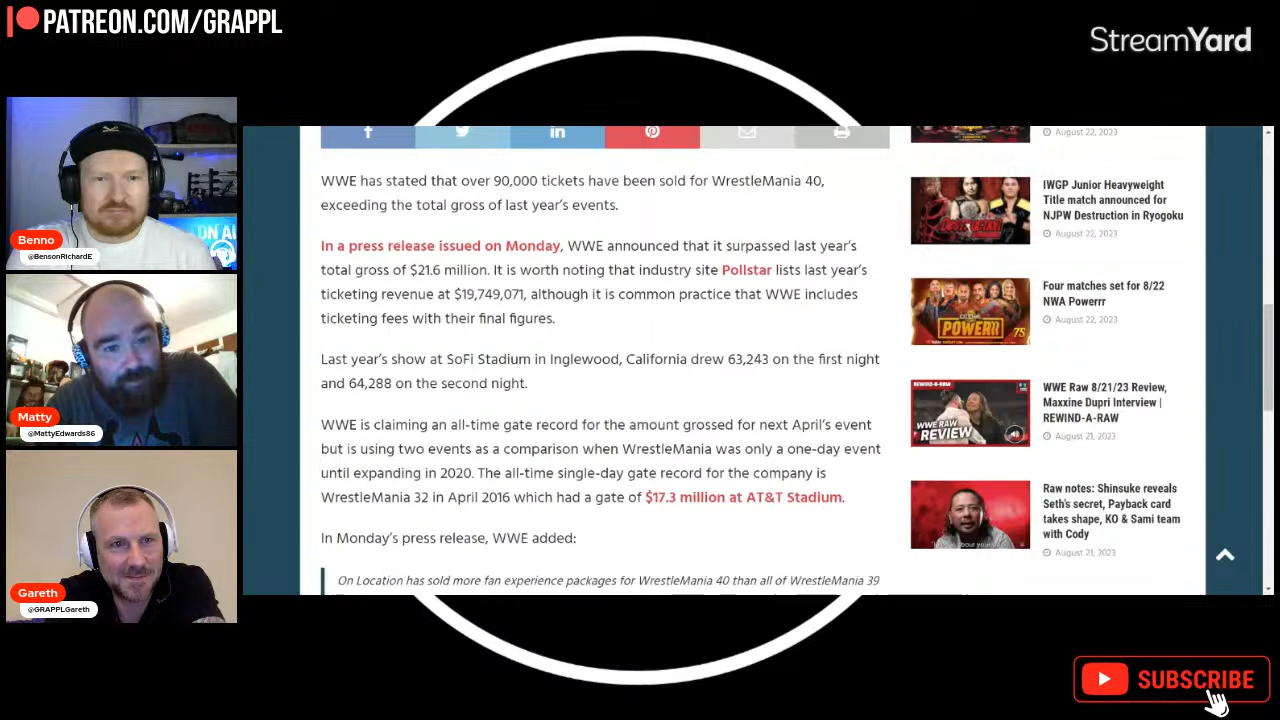 PATREON.COM/GRAPPL
StreamYard
Benno
@BensonRichardE
Matty
@MattyEdwards86
Gareth
@GRAPPLGareth
WWE has stated that over 90,000 tickets have been sold for WrestleMania 40,
exceeding the total gross of last year's events.
In a press release issued on Monday, WWE announced that it surpassed last year's
total gross of $21.6 million. It is worth noting that industry site Pollstar lists last year's
ticketing revenue at $19,749,071, although it is common practice that WWE includes
ticketing fees with their final figures.
Last year's show at SoFi Stadium in Inglewood, California drew 63,243 on the first night
and 64,288 on the second night.
WWE is claiming an all-time gate record for the amount grossed for next April's event
but is using two events as a comparison when WrestleMania was only a one-day event
until expanding in 2020. The all-time single-day gate record for the company is
WrestleMania 32 in April 2016 which had a gate of $17.3 million at AT&T Stadium.
In Monday's press release, WWE added:
On Location has sold more fan experience packages for WrestleMania 40 than all of WrestleMania 39
August 22, 2023
IWGP Junior Heavyweight
Title match announced for
NJPW Destruction in Ryogoku
August 22, 2023
POWERRR
75
Four matches set for 8/22
NWA Powerrr
August 22, 2023
REWIND-A-RAW
WWE RAW
REVIEW
WWE Raw 8/21/23 Review,
Maxxine Dupri Interview |
REWIND-A-RAW
August 21, 2023
Raw notes: Shinsuke reveals
Seth's secret, Payback card
takes shape, KO & Sami team
with Cody
August 21, 2023
SUBSCRIBE